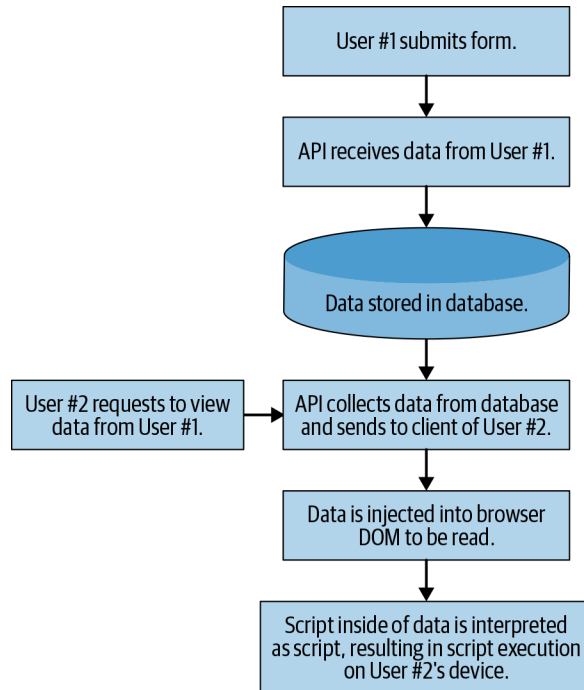 User #1 submits form.
API receives data from User #1.
Data stored in database.
User #2 requests to view
data from User #1.
API collects data from database
and sends to client of User #2.
Data is injected into browser
DOM to be read.
Script inside of data is interpreted
as script, resulting in script execution
on User #2's device.